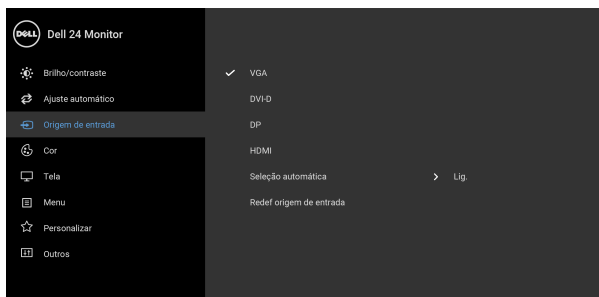 DELL Dell 24 Monitor
Brilho/contraste
Ajuste automático
Origem de entrada
Cor
Tela
Menu
Personalizar
Outros
VGA
DVI-D
DP
HDMI
Seleção automática Lig.
Redef origem de entrada